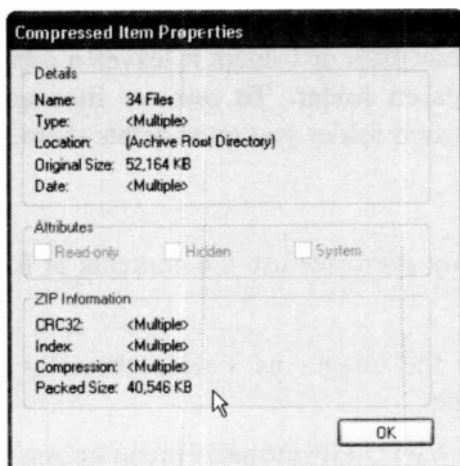 Compressed Item Properties
Details
Name: 34 Files
Type: <Multiple>
Location: (Archive Root Directory)
Original Size: 52,164 KB
Date: <Multiple>
Attributes
Read-only Hidden System
ZIP Information
CRC32: <Multiple>
Index: <Multiple>
Compression: <Multiple>
Packed Size: 40,546 KB
OK